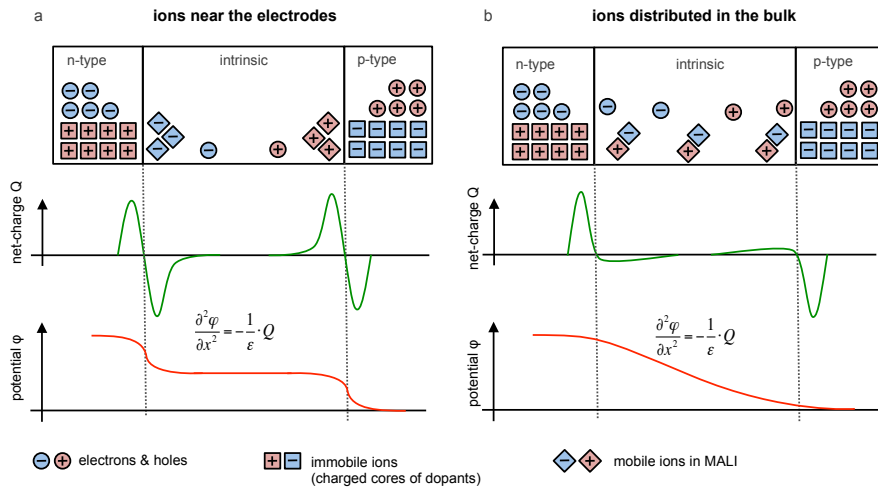 a ions near the electrodes
n-type intrinsic p-type
net-charge Q
∂²φ/∂x² = -1/ε · Q
potential φ
b ions distributed in the bulk
n-type intrinsic p-type
net-charge Q
∂²φ/∂x² = -1/ε · Q
potential φ
electrons & holes
immobile ions
(charged cores of dopants)
mobile ions in MALI